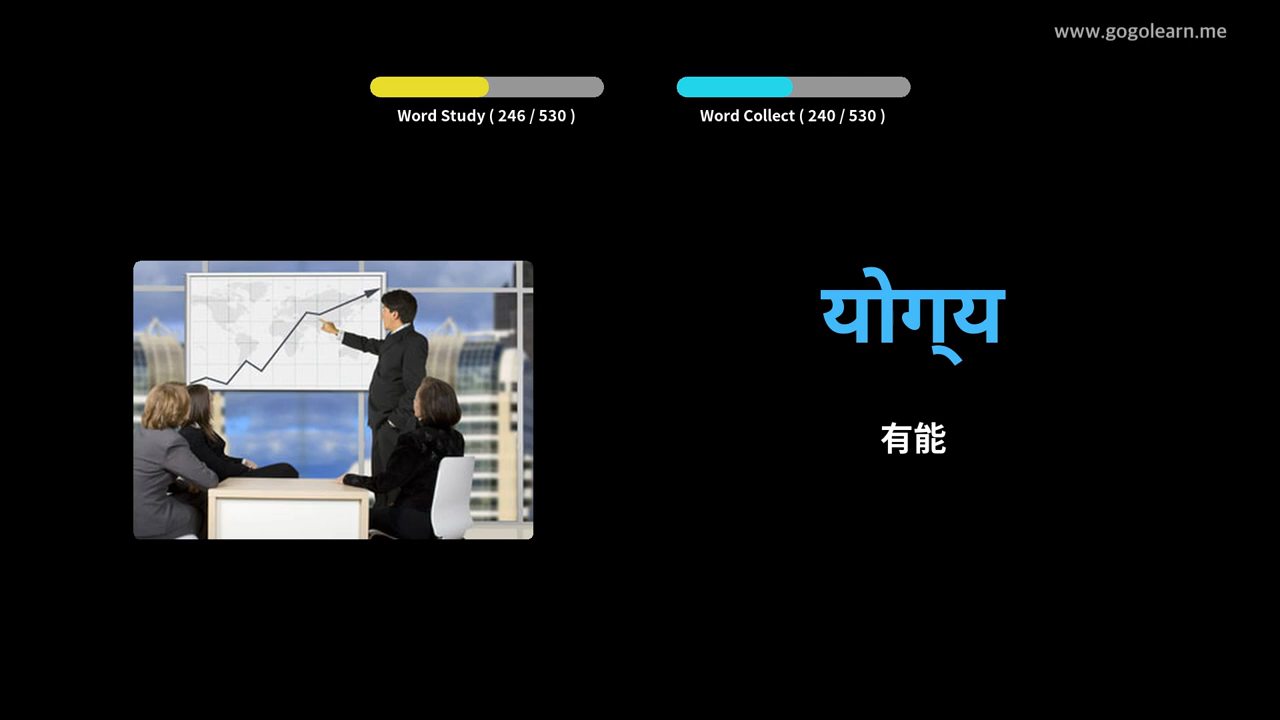 www.gogolearn.me
Word Study ( 246 / 530 )
Word Collect ( 240 / 530 )
योग्‌य
有能